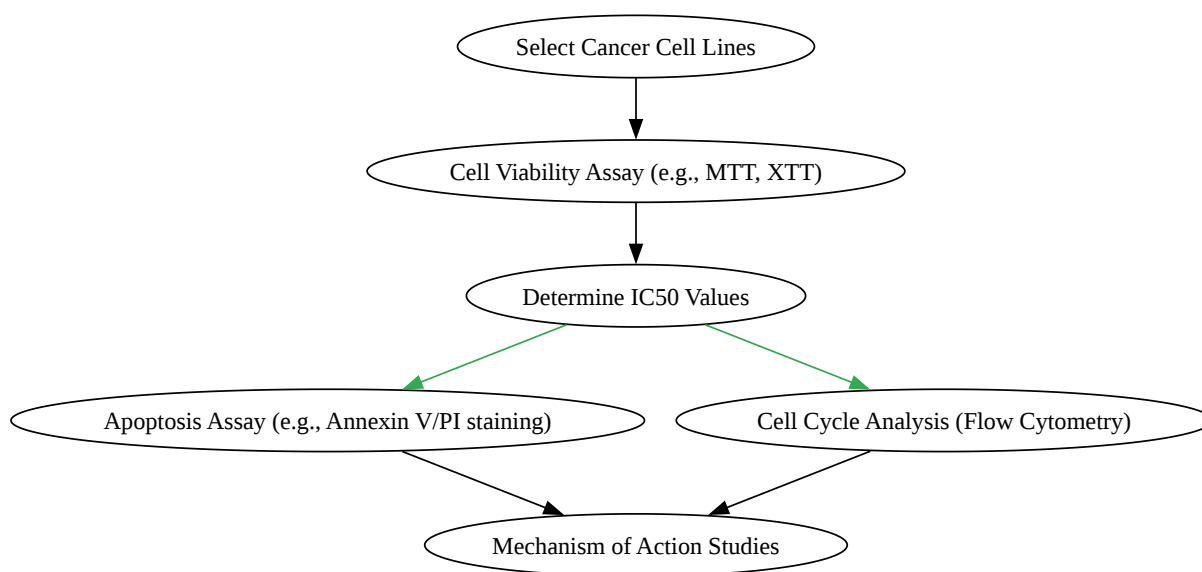 Select Cancer Cell Lines
Cell Viability Assay (e.g., MTT, XTT)
Determine IC50 Values
Apoptosis Assay (e.g., Annexin V/PI staining)
Cell Cycle Analysis (Flow Cytometry)
Mechanism of Action Studies